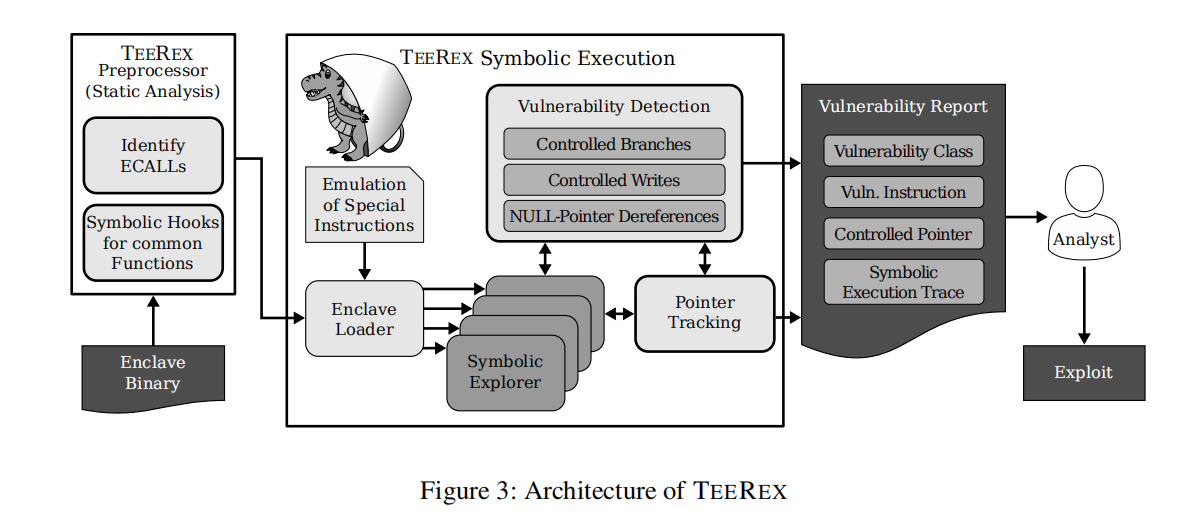 TEEREX
Preprocessor
(Static Analysis)
Identify
ECALLs
Symbolic Hooks
for common
Functions
Enclave
Binary
TEEREX Symbolic Execution
Emulation
of Special
Instructions
Enclave
Loader
Vulnerability Detection
Controlled Branches
Controlled Writes
NULL-Pointer Dereferences
Symbolic
Explorer
Pointer
Tracking
Vulnerability Report
Vulnerability Class
Vuln. Instruction
Controlled Pointer
Symbolic
Execution Trace
Analyst
Exploit
Figure 3: Architecture of TEEREX